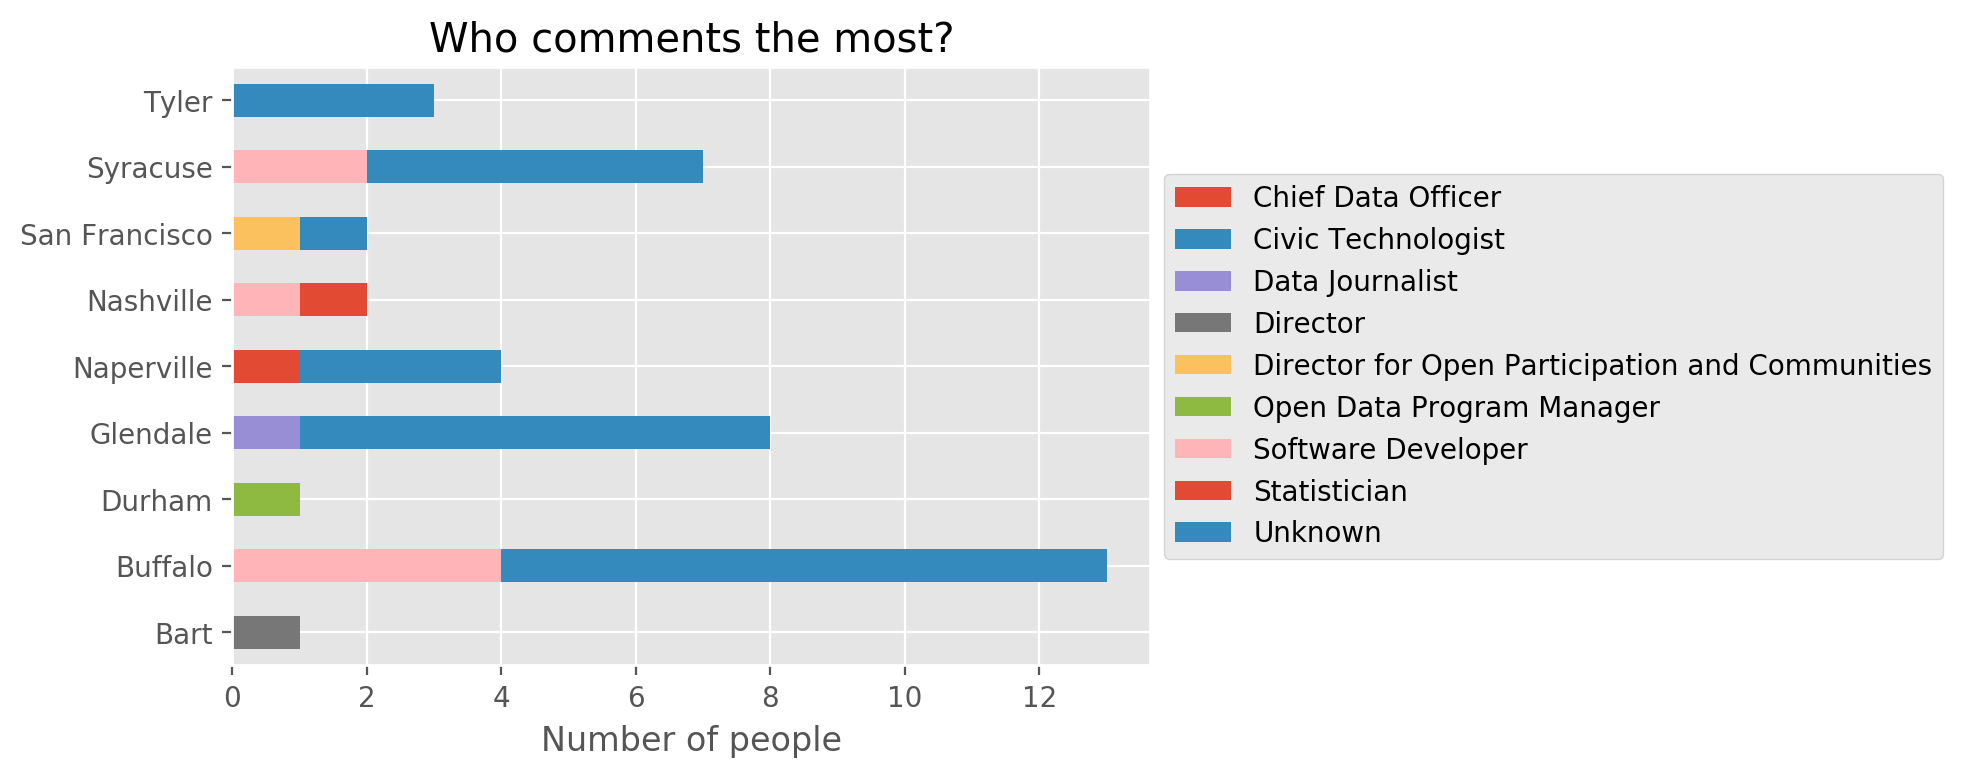 Who comments the most?
Tyler
Syracuse
San Francisco
Nashville
Naperville
Glendale
Durham
Buffalo
Bart
0 2 4 6 8 10 12
Number of people
Chief Data Officer
Civic Technologist
Data Journalist
Director
Director for Open Participation and Communities
Open Data Program Manager
Software Developer
Statistician
Unknown